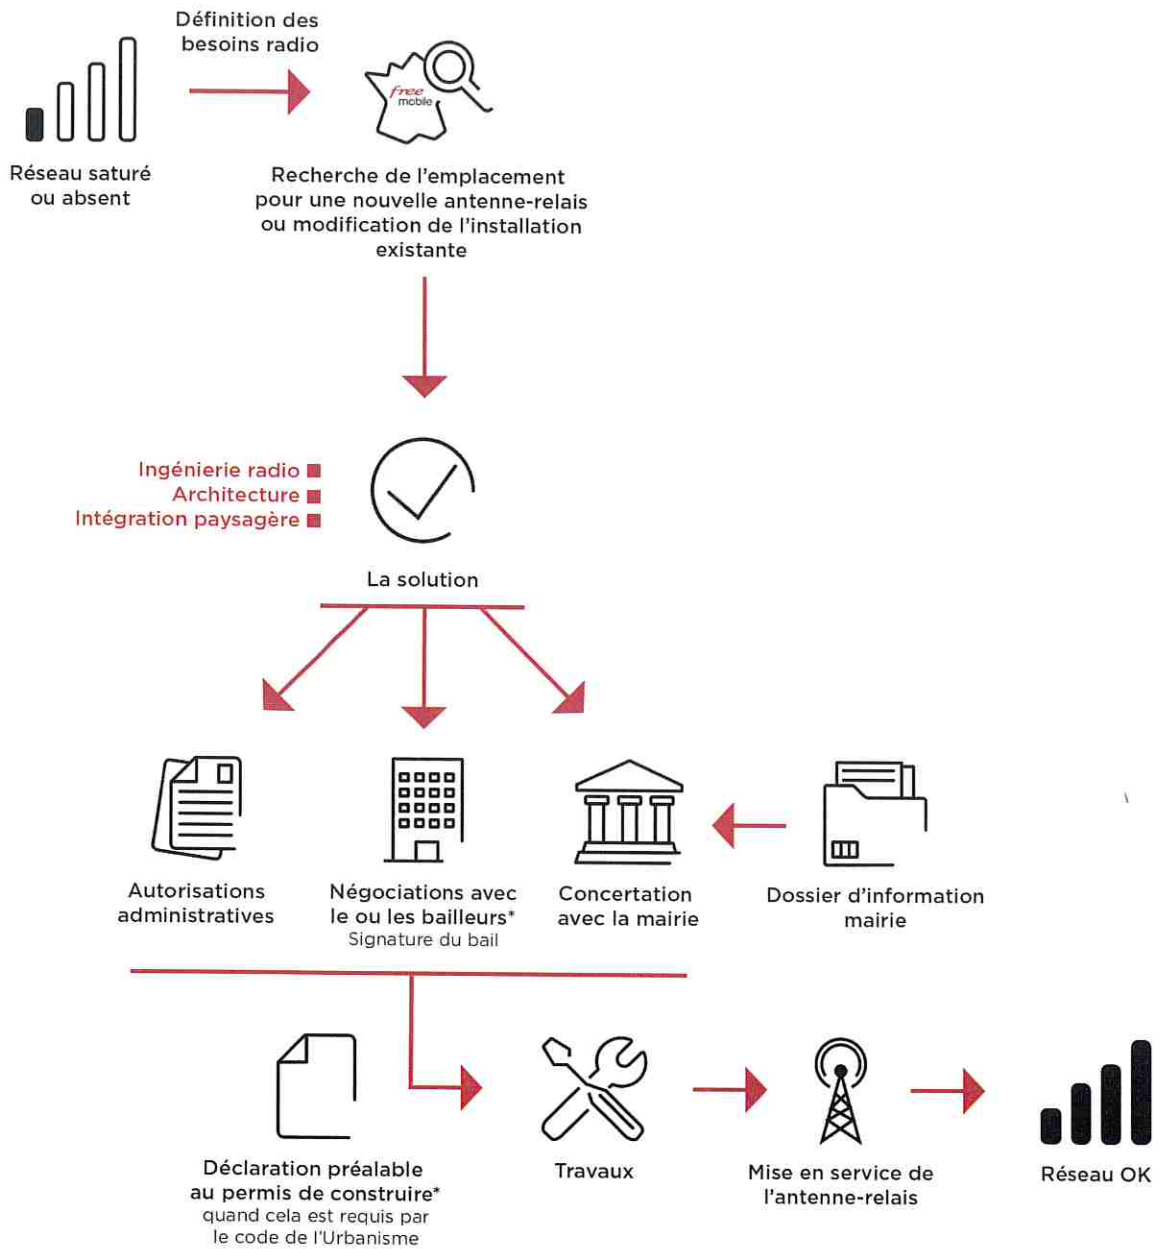 Définition des
besoins radio
free
mobile
Réseau saturé
ou absent
Recherche de l'emplacement
pour une nouvelle antenne-relais
ou modification de l'installation
existante
Ingénierie radio
Architecture
Intégration paysagère
La solution
Autorisations
administratives
Négociations avec
le ou les bailleurs*
Signature du bail
Concertation
avec la mairie
Dossier d'information
mairie
Déclaration préalable
au permis de construire*
quand cela est requis par
le code de l'Urbanisme
Travaux
Mise en service de
l'antenne-relais
Réseau OK